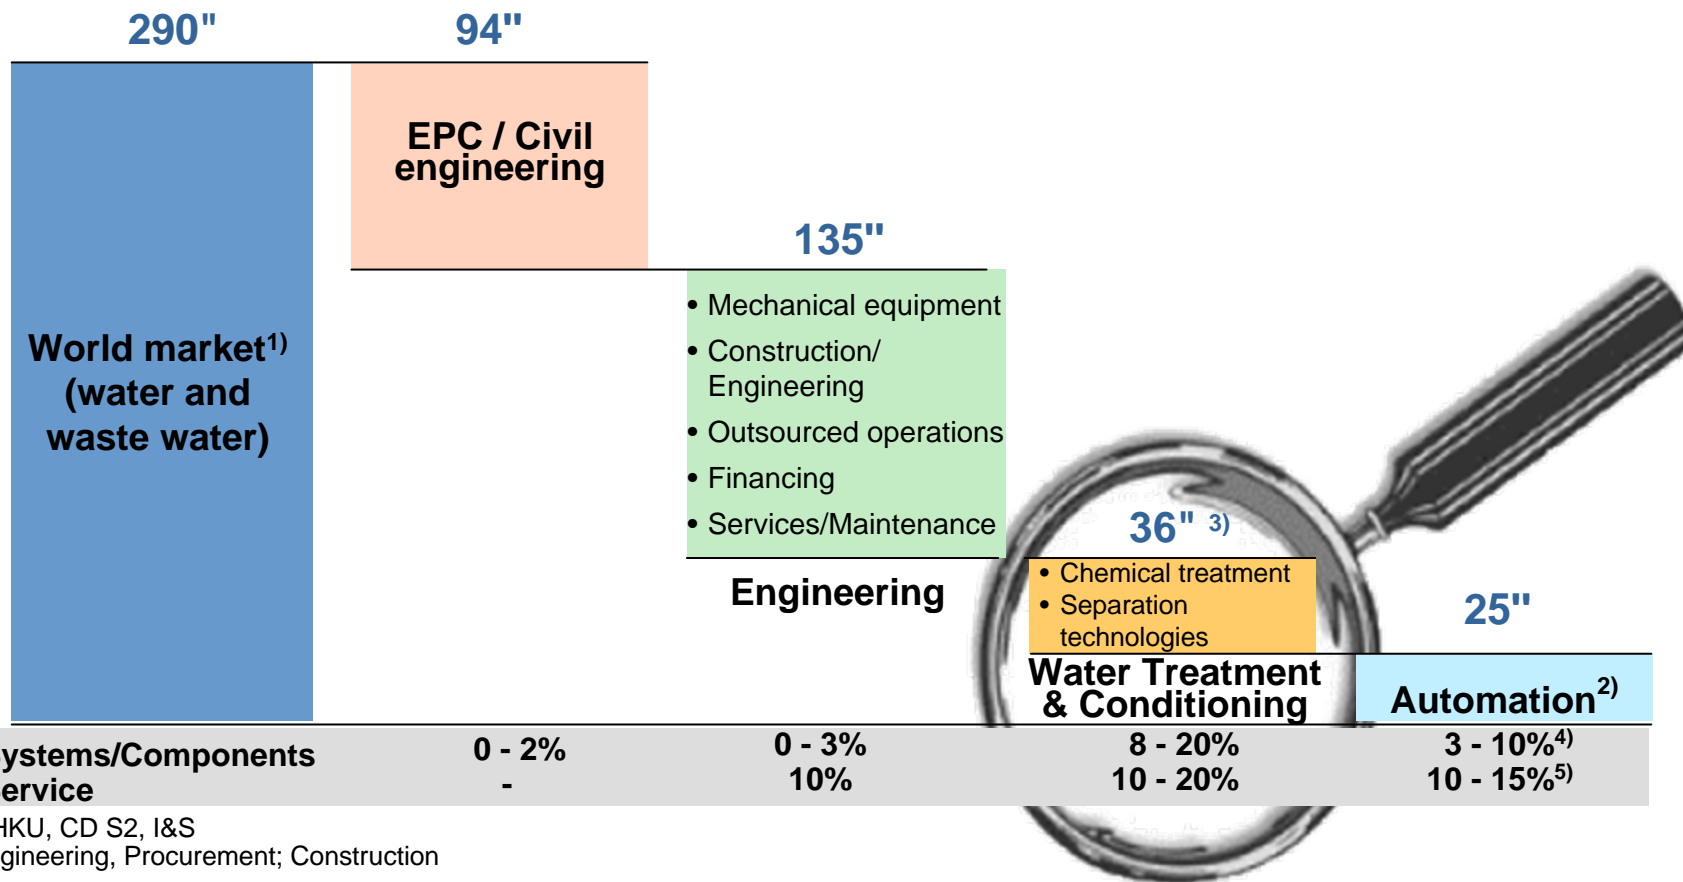 290"
94"
EPC / Civil
engineering
135"
World market1)
(water and
waste water)
• Mechanical equipment
• Construction/
Engineering
• Outsourced operations
• Financing
• Services/Maintenance
Engineering
36" 3)
• Chemical treatment
• Separation
technologies
Water Treatment
& Conditioning
25"
Automation2)
ystems/Components 0 - 2% 0 - 3% 8 - 20% 3 - 10%4)
ervice - 10% 10 - 20% 10 - 15%5)
HKU, CD S2, I&S
gineering, Procurement; Construction